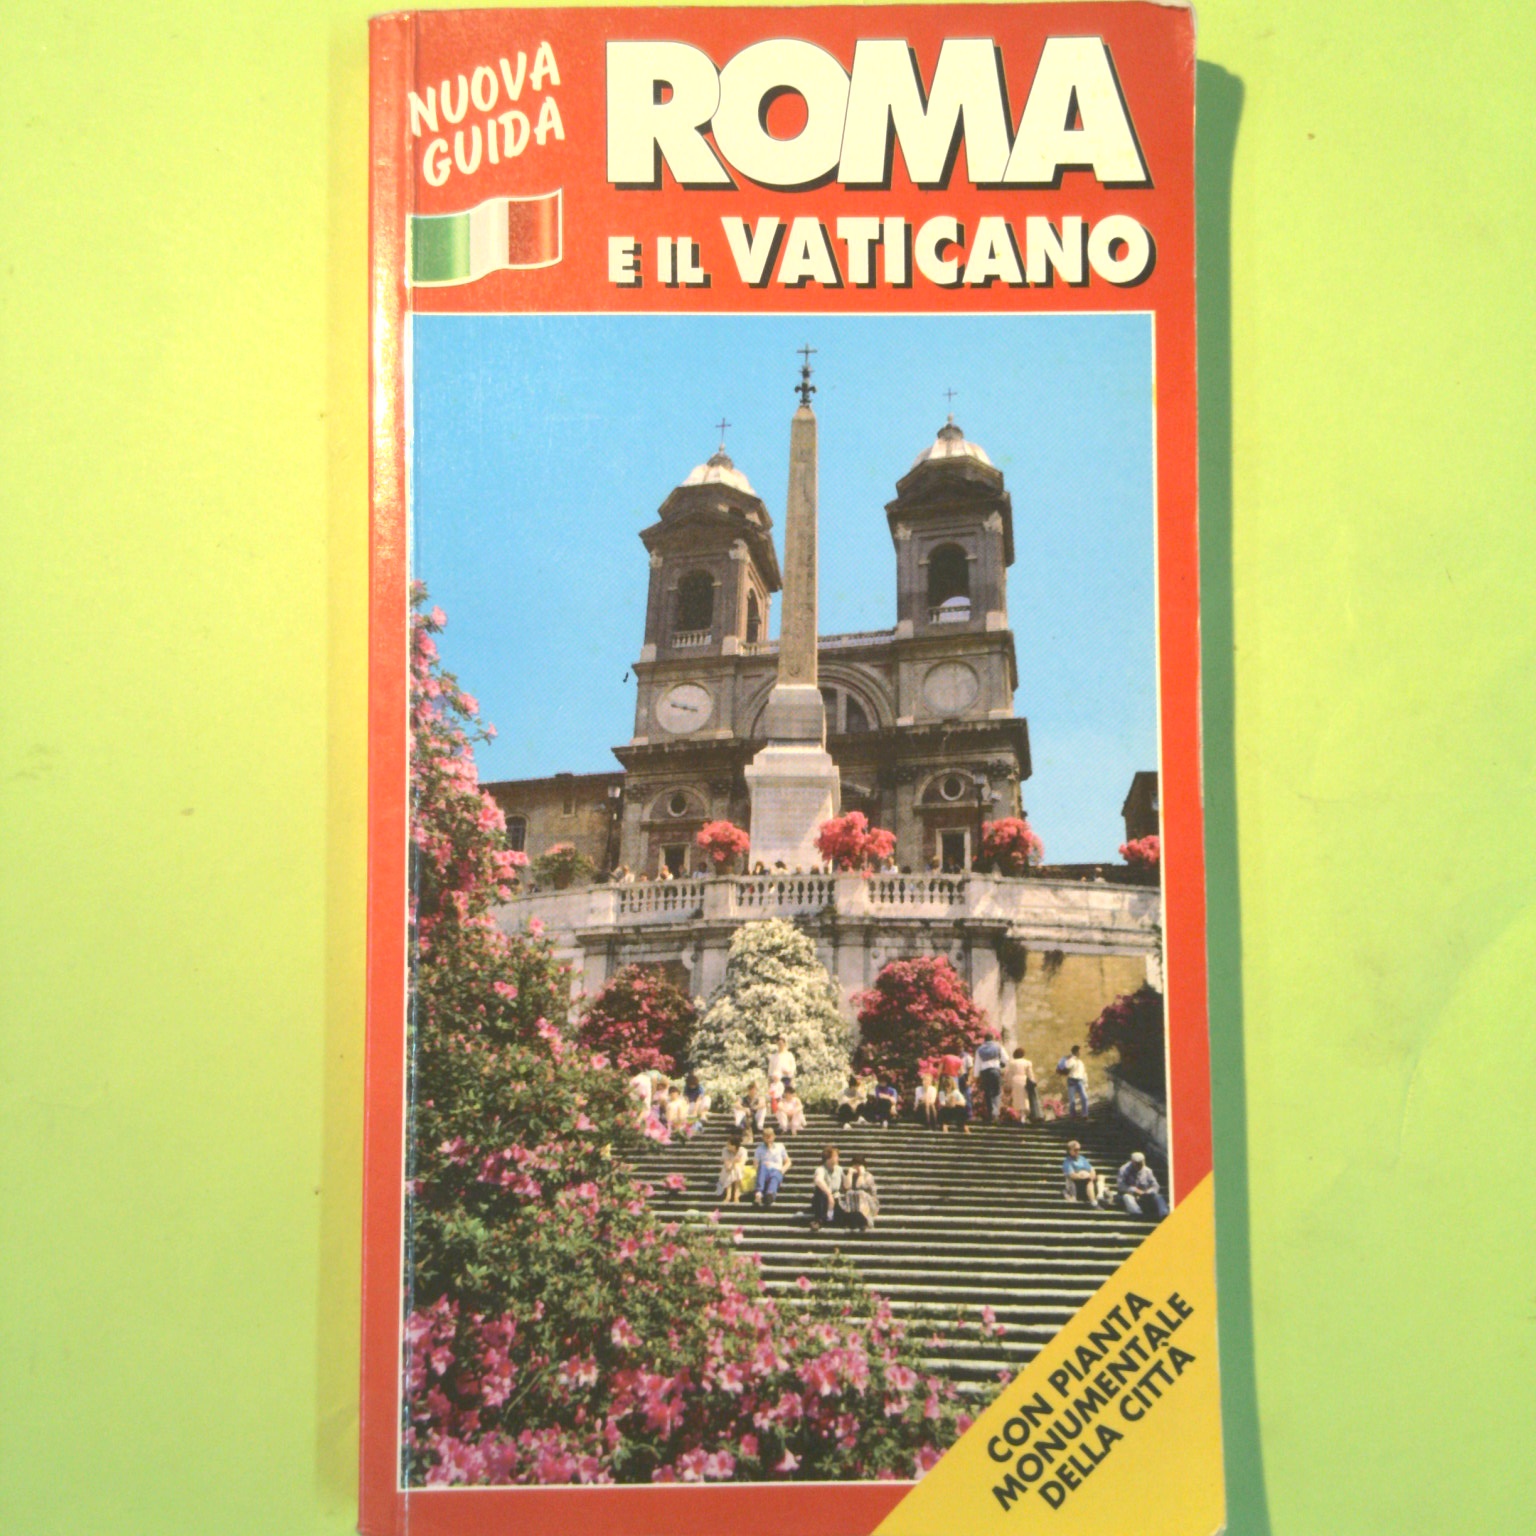 NUOVA
GUIDA
ROMA
E IL VATICANO
CON PIANTA
MONUMENTALE
DELLA CITTÀ